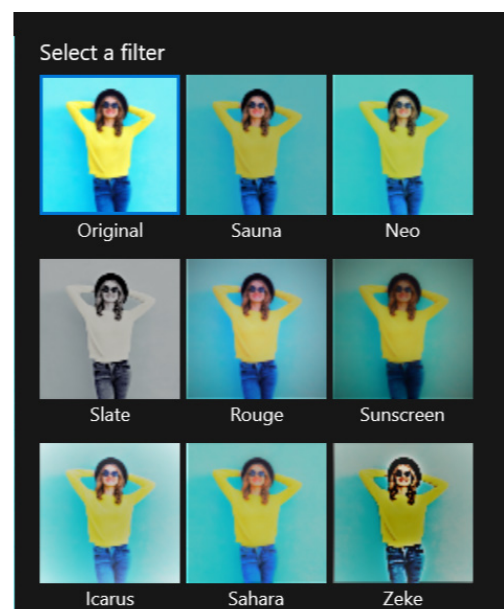 Select a filter
Original Sauna Neo
Slate Rouge Sunscreen
Icarus Sahara Zeke